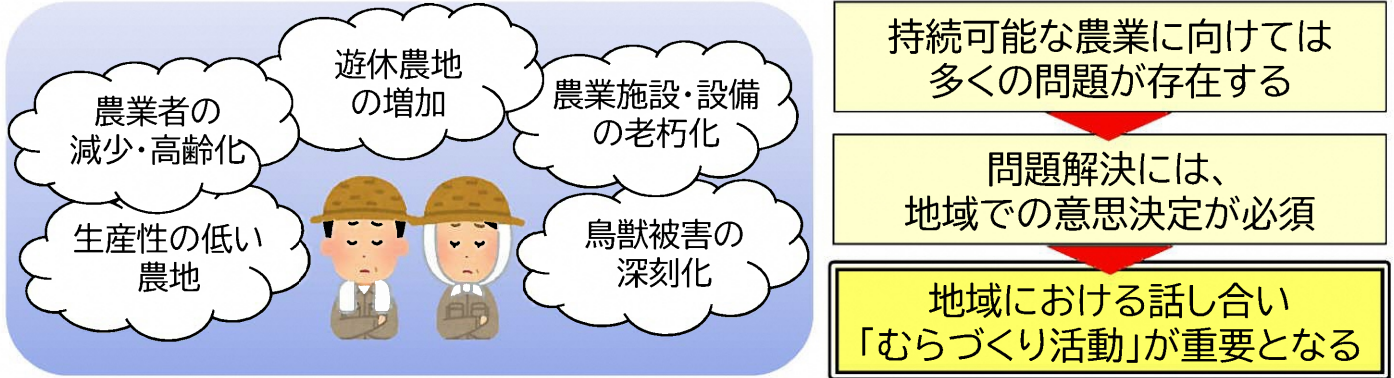 遊休農地
の増加
農業者の
減少・高齢化
農業施設・設備
の老朽化
生産性の低い
農地
鳥獣被害の
深刻化
持続可能な農業に向けては
多くの問題が存在する
問題解決には、
地域での意思決定が必須
地域における話し合い
「むらづくり活動」が重要となる